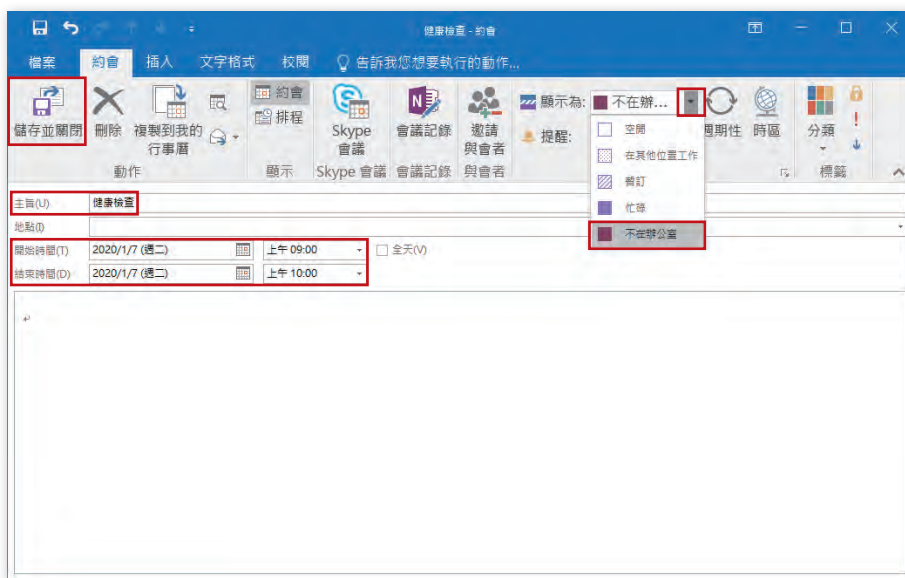 健康檢查 - 約會
檔案 約會 插入 文字格式 校閱 告訴我您想要執行的動作...
儲存並關閉 刪除 複製到我的行事曆 約會 排程 Skype 會議 會議記錄 邀請與會者 顯示為: 不在辦... 提醒: 週期性 時區 分類
動作 顯示 Skype 會議 會議記錄 與會者 標籤
空閒
在其他位置工作
暫訂
忙碌
不在辦公室
主旨(U) 健康檢查
地點(I)
開始時間(T) 2020/1/7 (週二) 上午 09:00 全天(V)
結束時間(D) 2020/1/7 (週二) 上午 10:00